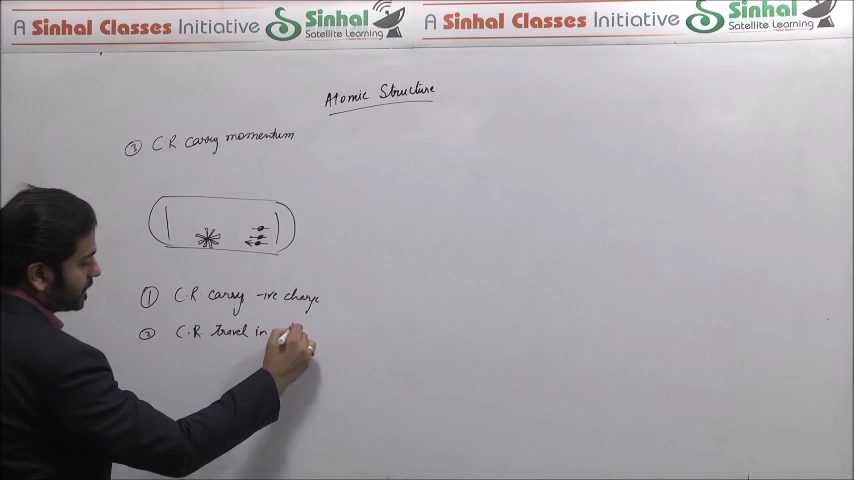 A Sinhal Classes Initiative Sinhal Satellite Learning A Sinhal Classes Initiative Sinhal Satellite Learning
Atomic Structure
③ C.R. carry momentum
① C.R carry -ive charge
② C.R. travel in